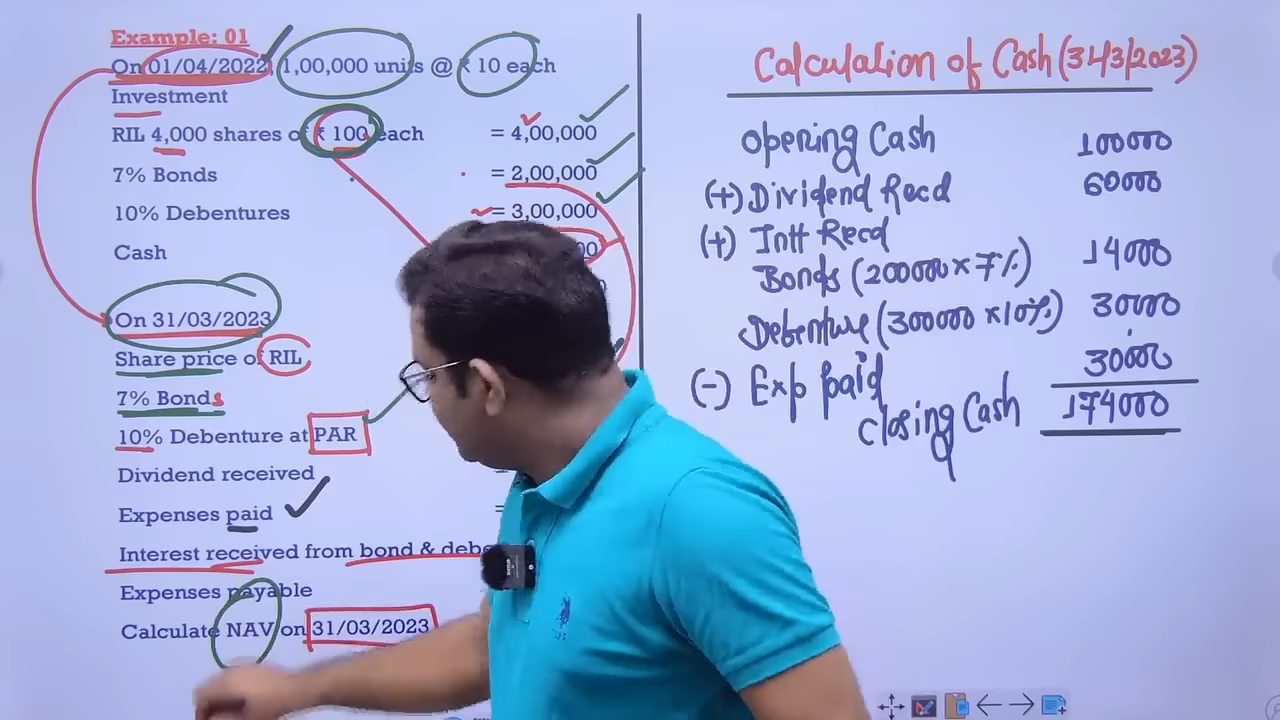 Example: 01
On 01/04/2022, 1,00,000 units @ ₹ 10 each
Investment
RIL 4,000 shares of ₹ 100 each = 4,00,000
7% Bonds = 2,00,000
10% Debentures = 3,00,000
Cash
On 31/03/2023
Share price of RIL
7% Bonds
10% Debenture at PAR
Dividend received
Expenses paid
Interest received from bond &
Expenses payable
Calculate NAV on 31/03/2023
Calculation of Cash (31/3/2023)
Opening Cash 100000
(+) Dividend Recd 60000
(+) Intt Recd
Bonds (200000 x 7%) 14000
Debenture (300000 x 10%) 30000
(-) Exp paid 30000
Closing Cash 174000